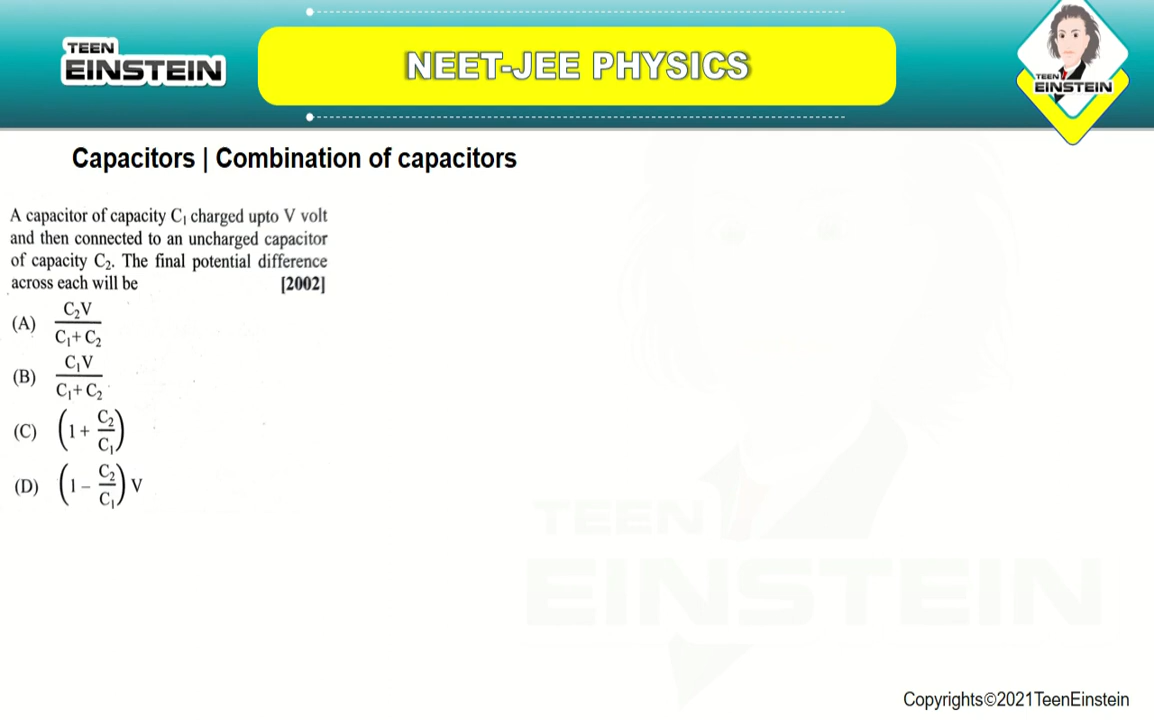 TEEN
EINSTEIN
NEET-JEE PHYSICS
TEEN
EINSTEIN
Capacitors | Combination of capacitors
A capacitor of capacity C₁ charged upto V volt
and then connected to an uncharged capacitor
of capacity C₂. The final potential difference
across each will be [2002]
(A) C₂V / C₁+C₂
(B) C₁V / C₁+C₂
(C) (1 + C₂/C₁)
(D) (1 − C₂/C₁) V
TEEN
EINSTEIN
Copyrights©2021TeenEinstein